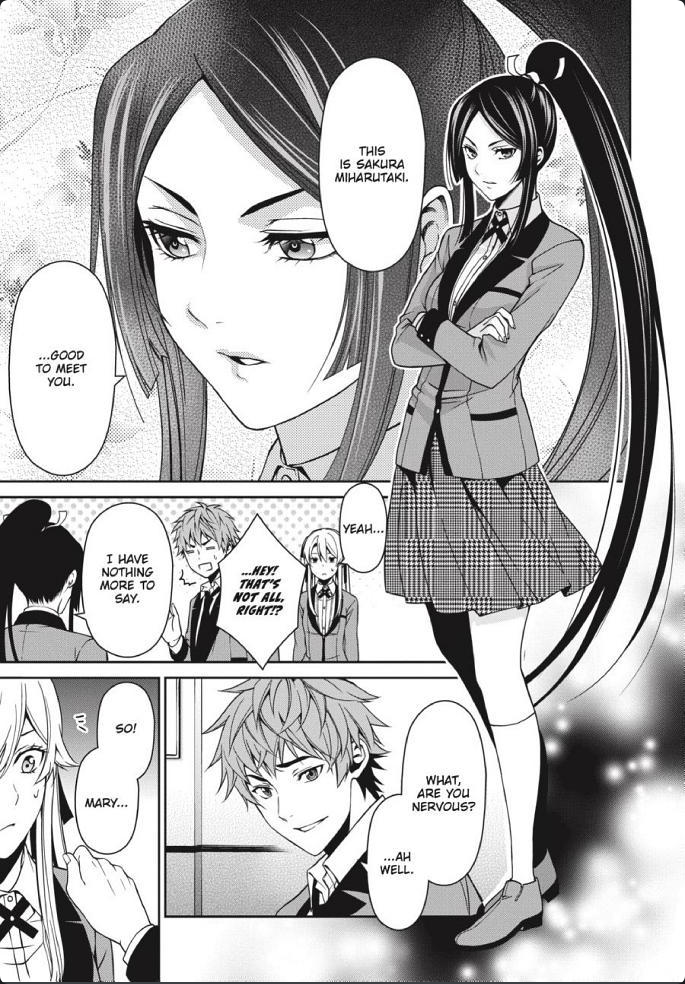 THIS
IS SAKURA
MIHARUTAKI.
...GOOD
TO MEET
YOU.
YEAH...
...HEY!
THAT'S
NOT ALL,
RIGHT!?
I HAVE
NOTHING
MORE TO
SAY.
WHAT,
ARE YOU
NERVOUS?
...AH
WELL.
SO!
MARY...